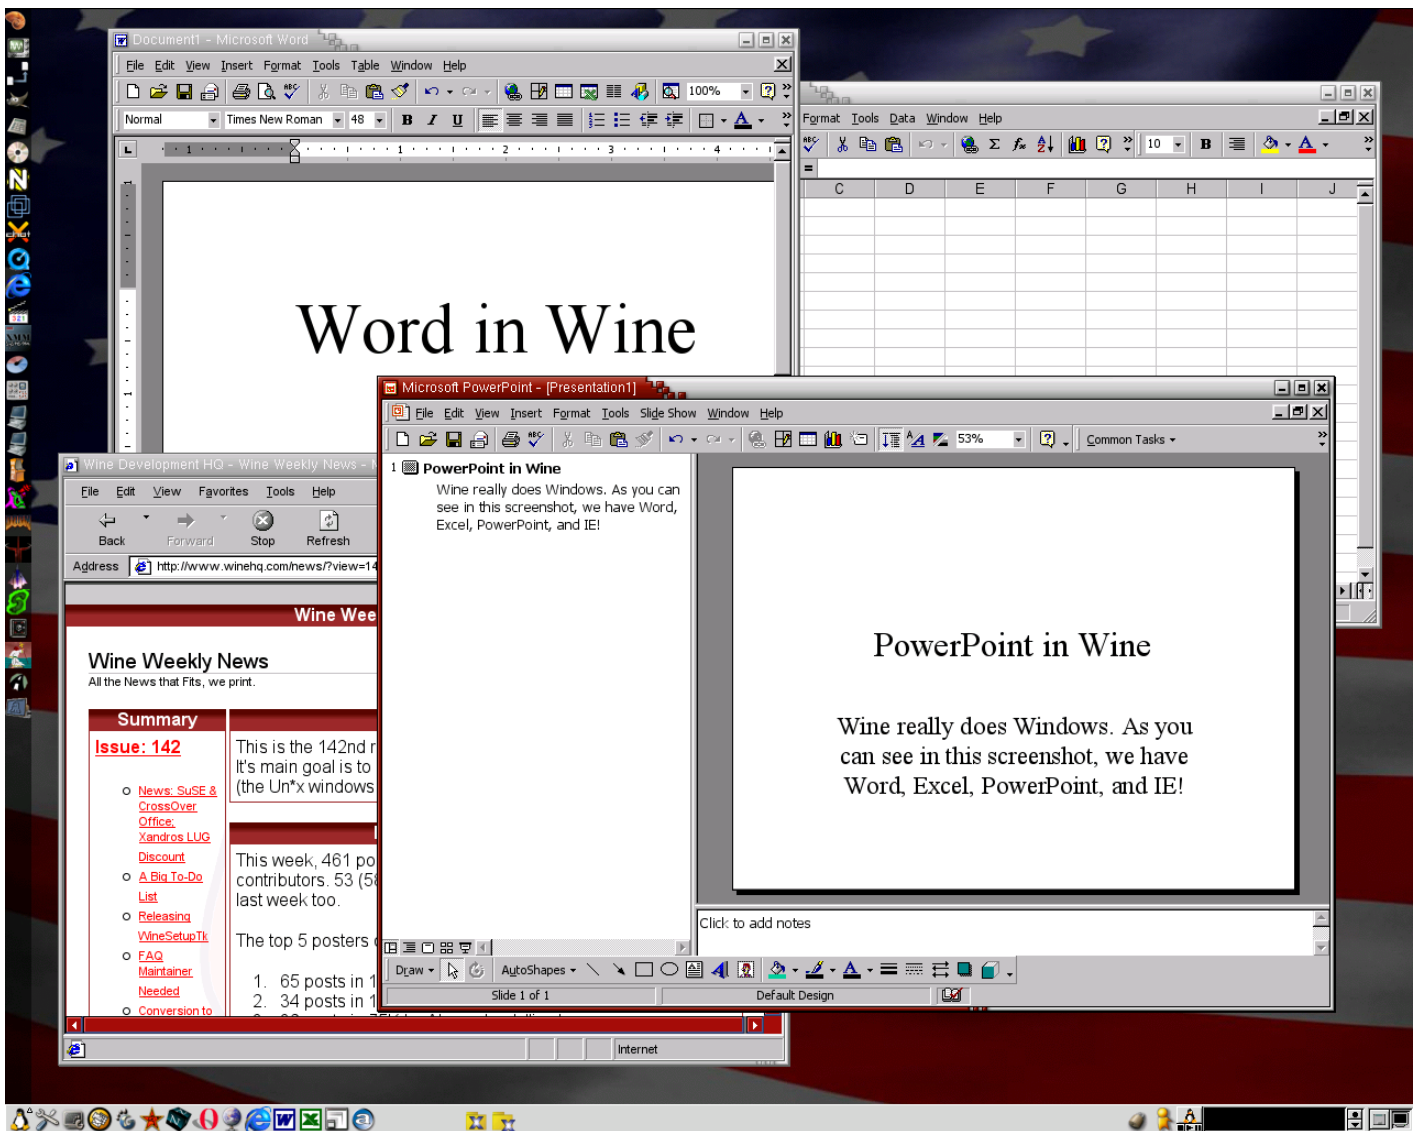 Document1 - Microsoft Word
File Edit View Insert Format Tools Table Window Help
100%
Normal Times New Roman 48 B I U
1 1 2 3 4
Word in Wine
Format Tools Data Window Help
10 B
=
C D E F G H I J
Microsoft PowerPoint - [Presentation1]
File Edit View Insert Format Tools Slide Show Window Help
53% Common Tasks
1 PowerPoint in Wine
Wine really does Windows. As you can
see in this screenshot, we have Word,
Excel, PowerPoint, and IE!
PowerPoint in Wine
Wine really does Windows. As you
can see in this screenshot, we have
Word, Excel, PowerPoint, and IE!
Click to add notes
Draw AutoShapes
Slide 1 of 1 Default Design
Wine Development HQ - Wine Weekly News -
File Edit View Favorites Tools Help
Back Forward Stop Refresh
Address http://www.winehq.com/news/?view=14
Wine Wee
Wine Weekly News
All the News that Fits, we print.
Summary
Issue: 142
News: SuSE &
CrossOver
Office;
Xandros LUG
Discount
A Big To-Do
List
Releasing
WineSetupTk
FAQ
Maintainer
Needed
Conversion to
This is the 142nd r
It's main goal is to
(the Un*x windows
This week, 461 po
contributors. 53 (58
last week too.
The top 5 posters
1. 65 posts in 1
2. 34 posts in 1
Internet